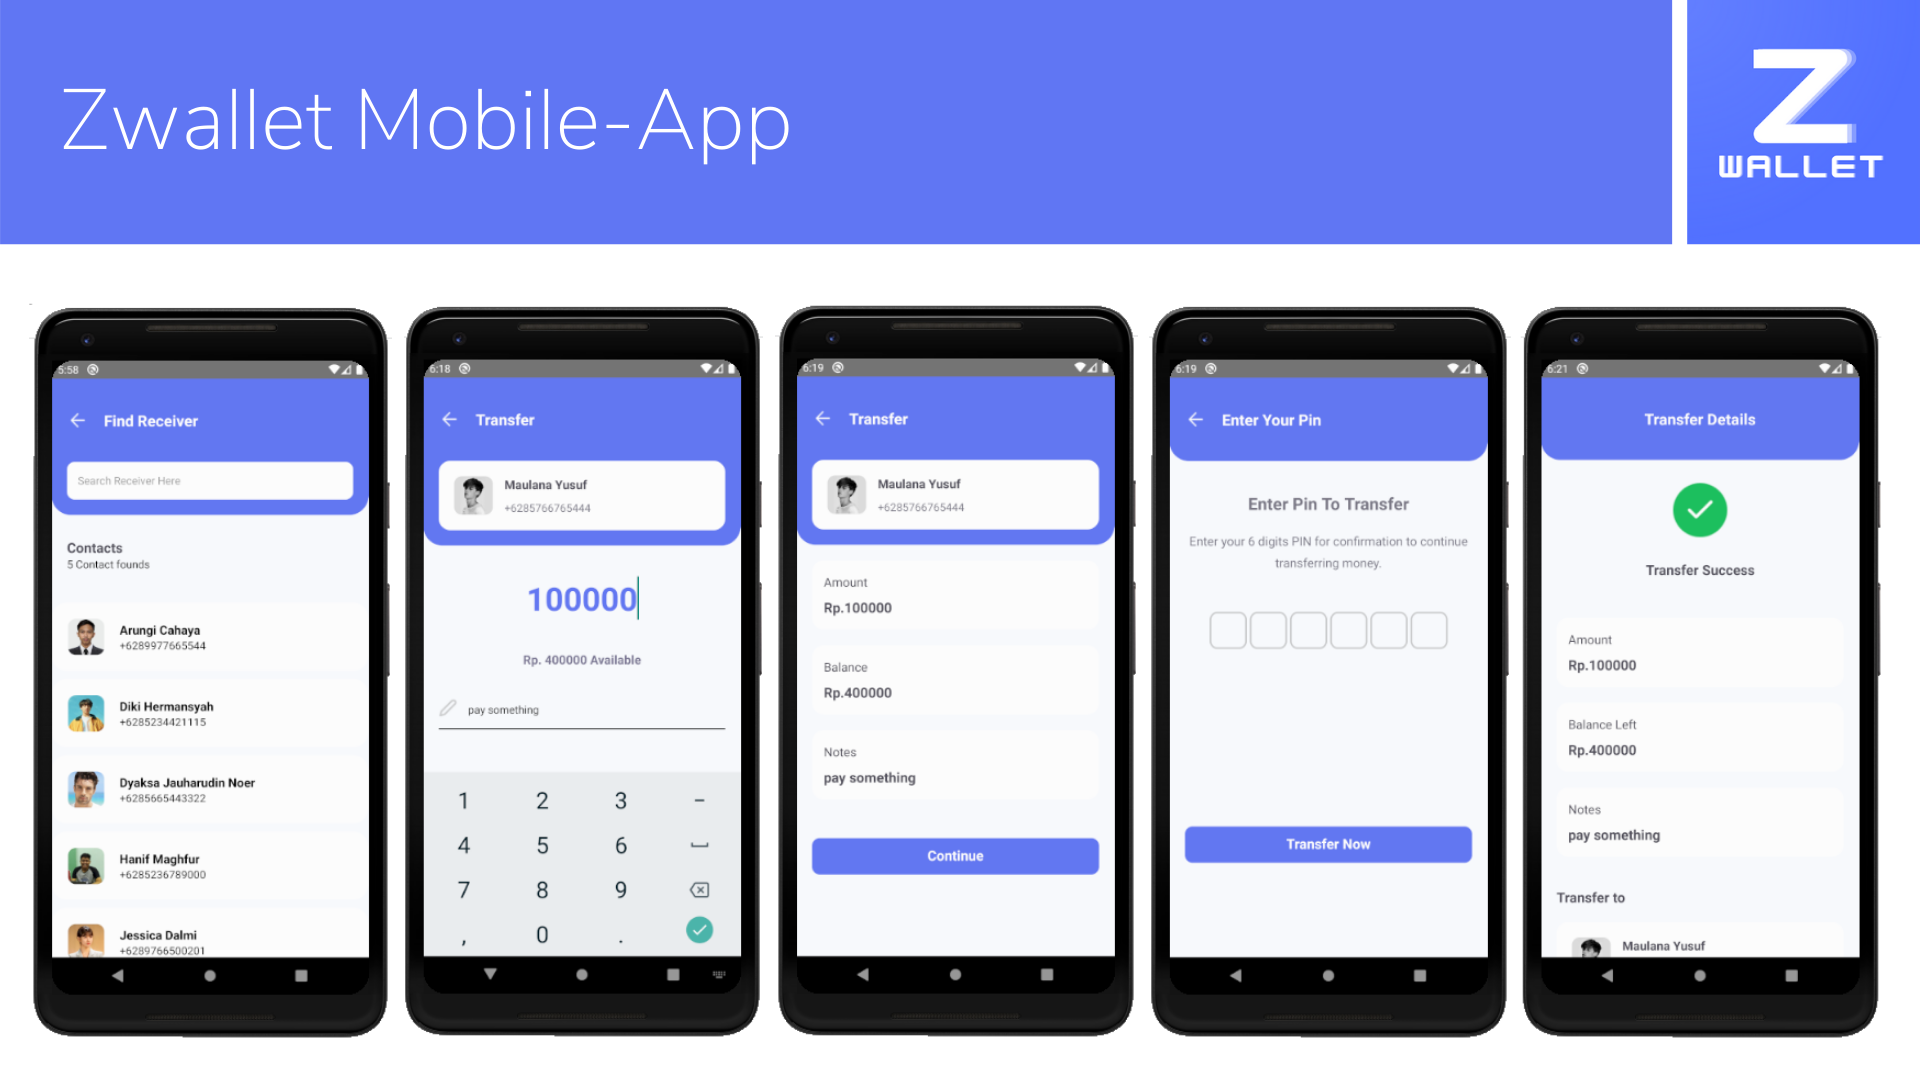 Zwallet Mobile-App
Z
WALLET
5:58
Find Receiver
Search Receiver Here
Contacts
5 Contact founds
Arungi Cahaya
+6289977665544
Diki Hermansyah
+6285234421115
Dyaksa Jauharudin Noer
+6285665443322
Hanif Maghfur
+6285236789000
Jessica Dalmi
+6289766500201
6:18
Transfer
Maulana Yusuf
+6285766765444
100000
Rp. 400000 Available
pay something
1 2 3 -
4 5 6
7 8 9
, 0 .
6:19
Transfer
Maulana Yusuf
+6285766765444
Amount
Rp.100000
Balance
Rp.400000
Notes
pay something
Continue
6:19
Enter Your Pin
Enter Pin To Transfer
Enter your 6 digits PIN for confirmation to continue
transferring money.
Transfer Now
6:21
Transfer Details
Transfer Success
Amount
Rp.100000
Balance Left
Rp.400000
Notes
pay something
Transfer to
Maulana Yusuf